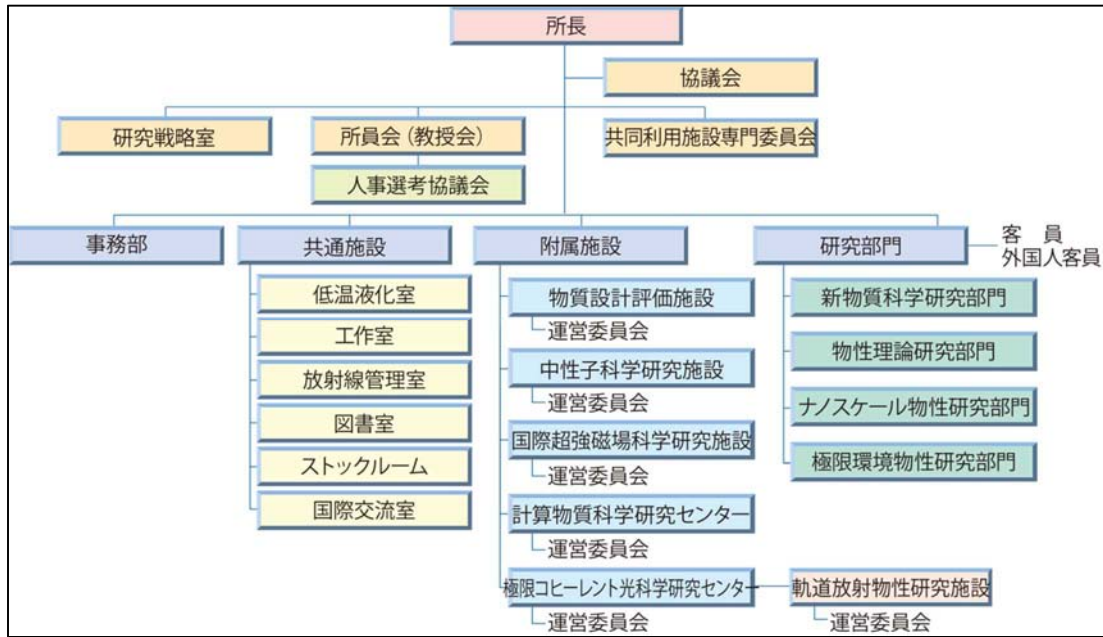 所長
協議会
研究戦略室
所員会（教授会）
共同利用施設専門委員会
人事選考協議会
事務部
共通施設
附属施設
研究部門
客　員
外国人客員
低温液化室
工作室
放射線管理室
図書室
ストックルーム
国際交流室
物質設計評価施設
運営委員会
中性子科学研究施設
運営委員会
国際超強磁場科学研究施設
運営委員会
計算物質科学研究センター
運営委員会
極限コヒーレント光科学研究センター
運営委員会
軌道放射物性研究施設
運営委員会
新物質科学研究部門
物性理論研究部門
ナノスケール物性研究部門
極限環境物性研究部門